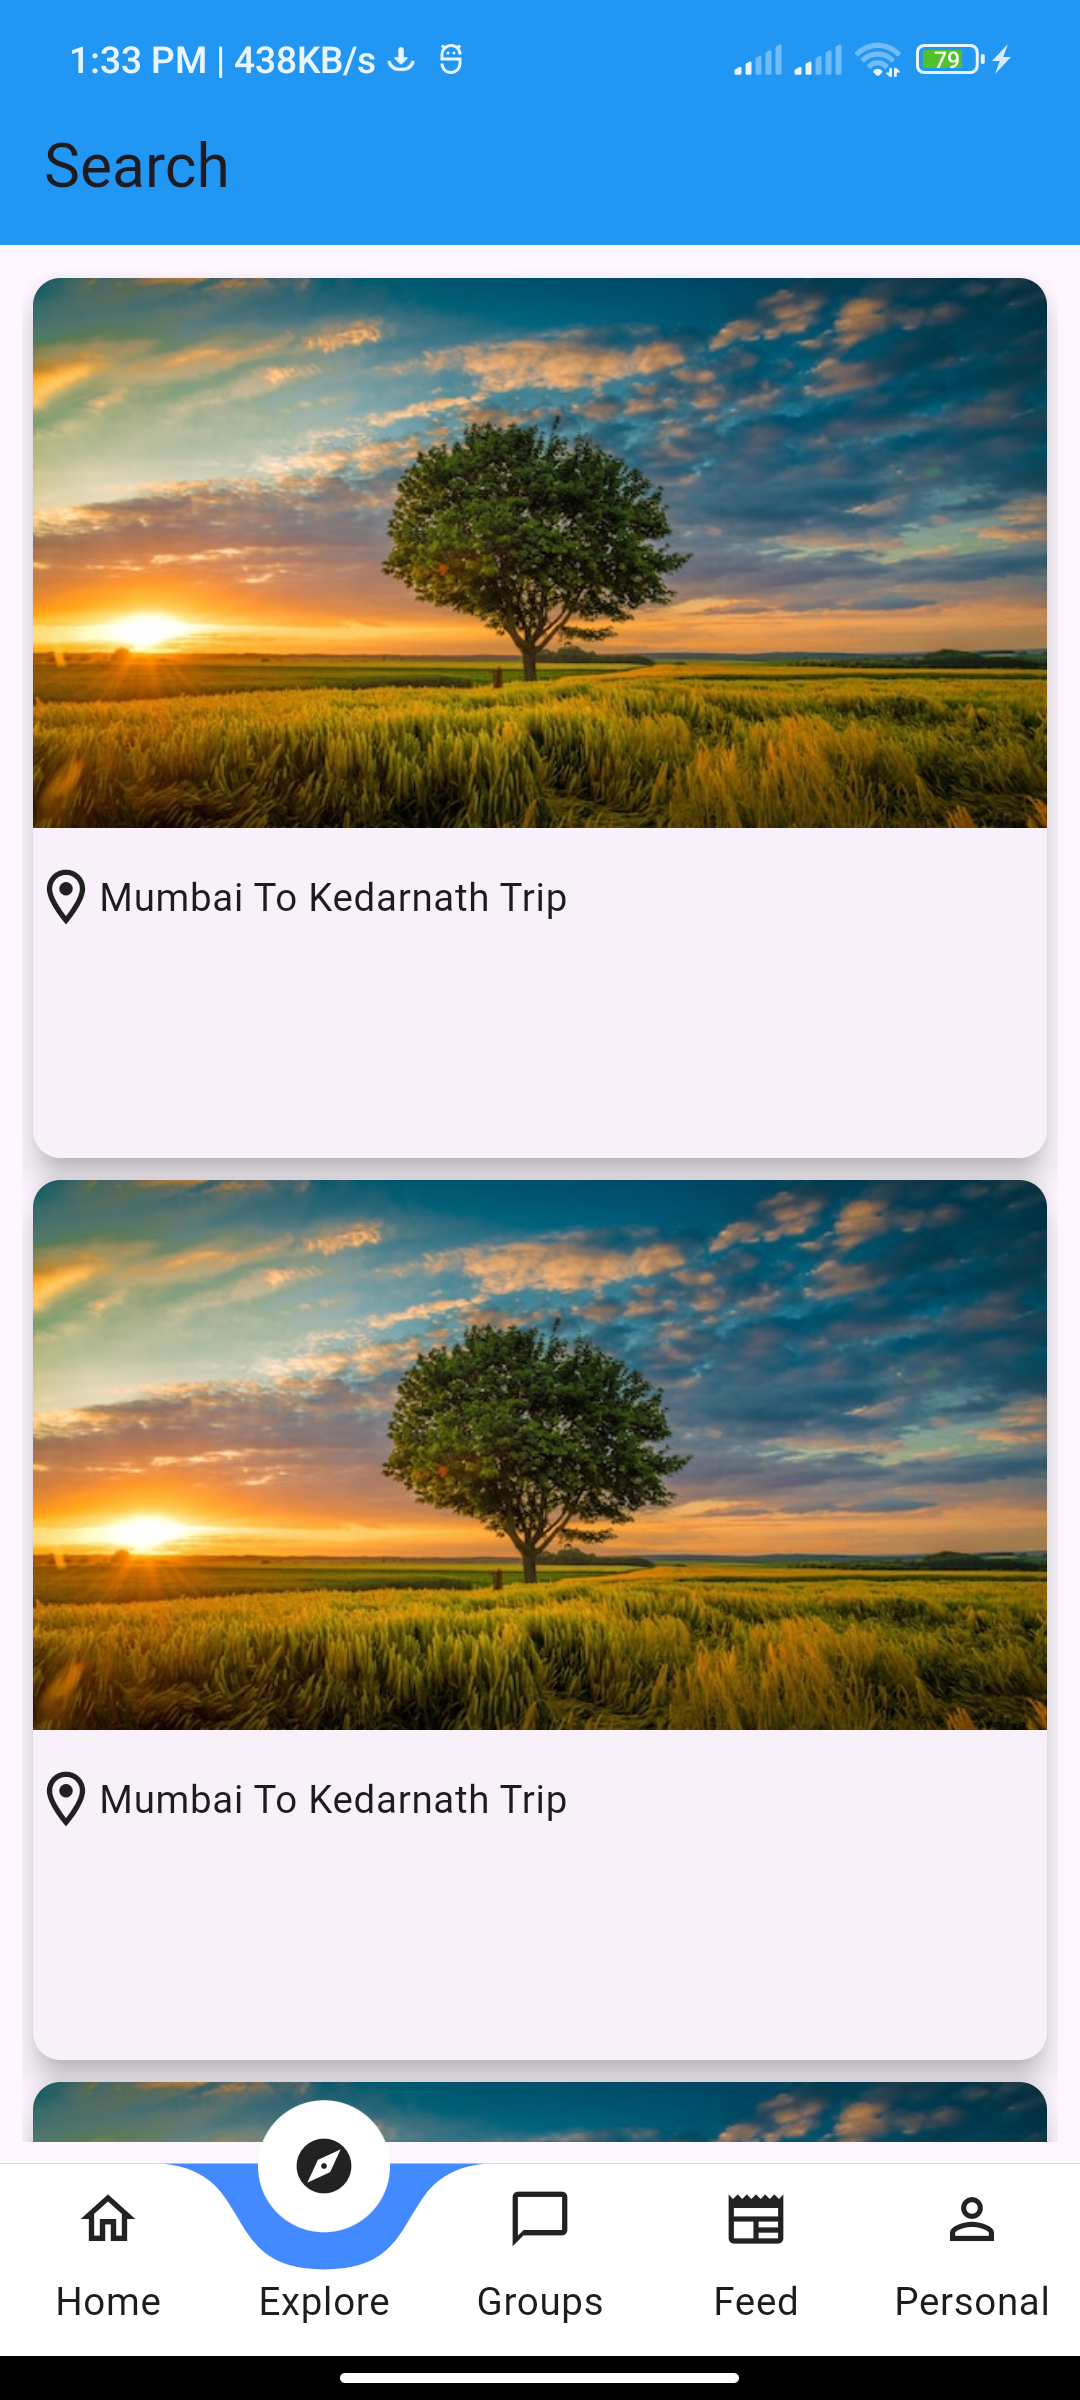 1:33 PM | 438KB/s
79
Search
Mumbai To Kedarnath Trip
Mumbai To Kedarnath Trip
Home
Explore
Groups
Feed
Personal